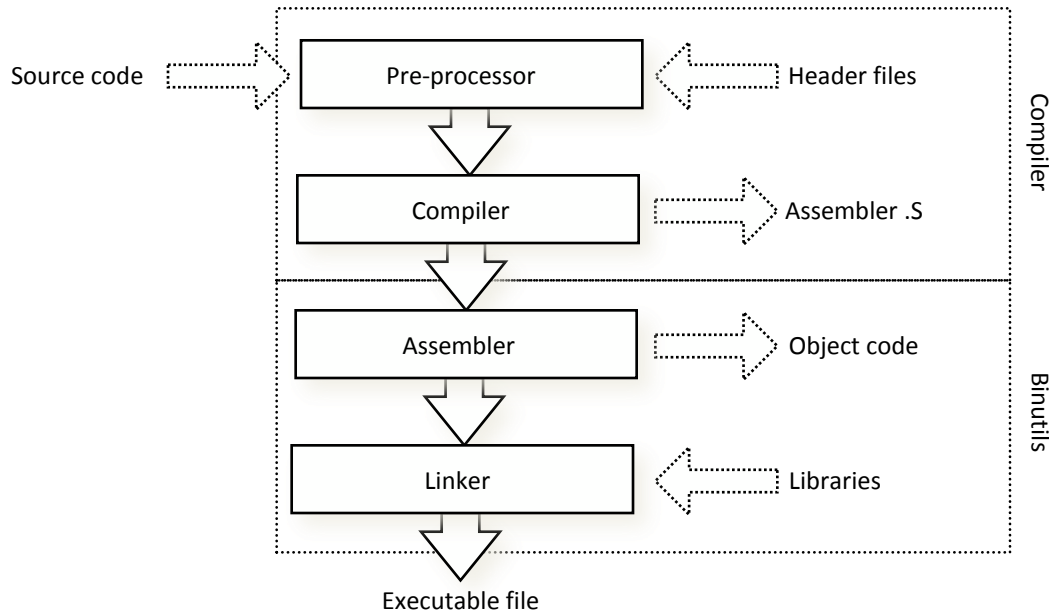 Source code
Pre-processor
Header files
Compiler
Compiler
Assembler .S
Assembler
Object code
Binutils
Linker
Libraries
Executable file